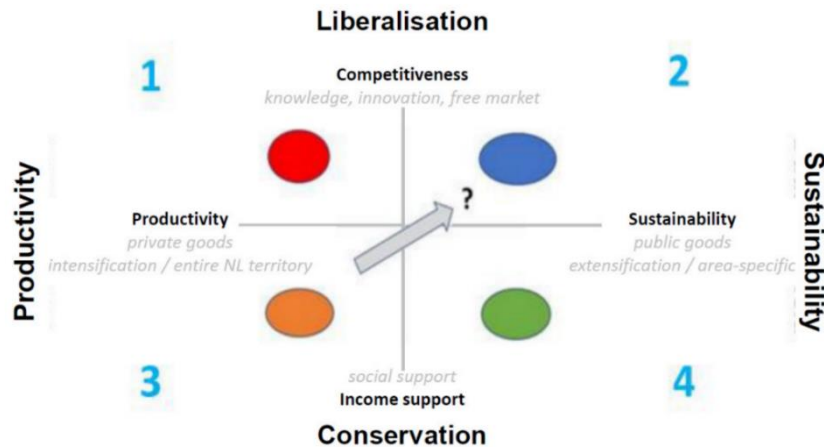 Liberalisation
1
2
Competitiveness
knowledge, innovation, free market
?
Productivity
Productivity
private goods
intensification / entire NL territory
Sustainability
public goods
extensification / area-specific
Sustainability
3
social support
4
Income support
Conservation